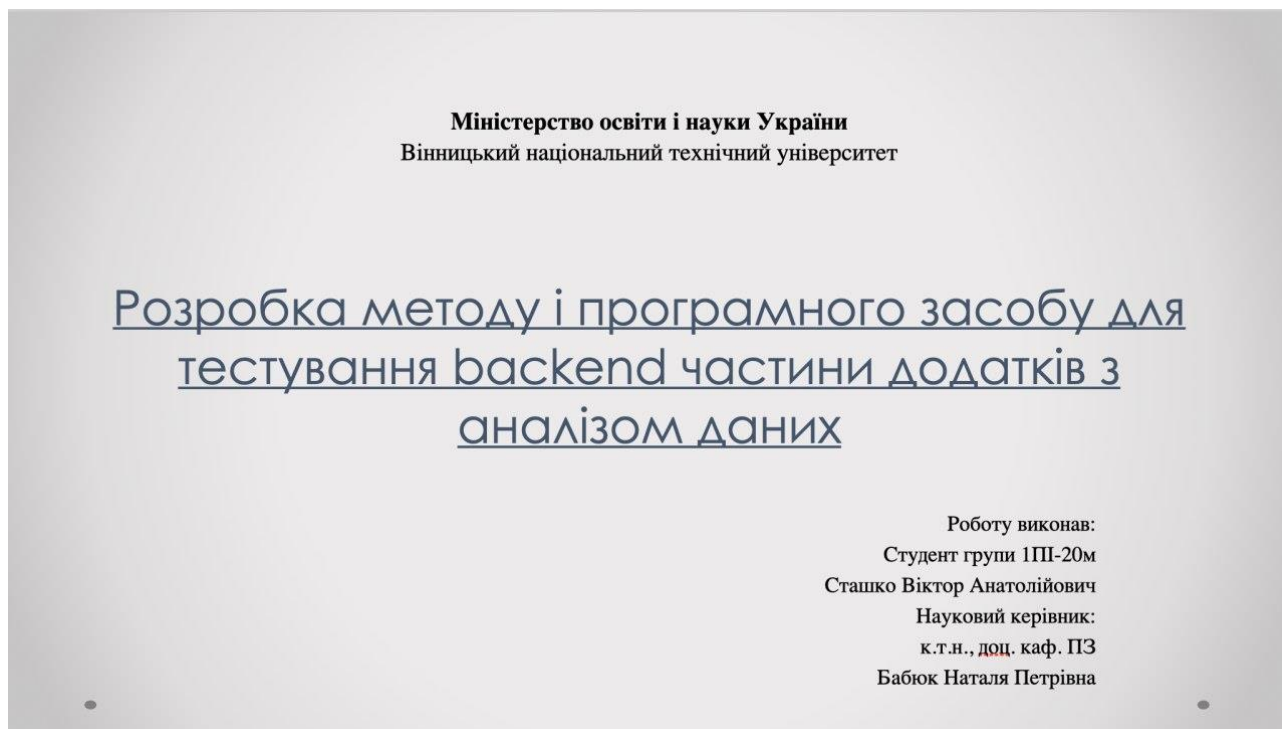 Міністерство освіти і науки України
Вінницький національний технічний університет
Розробка методу і програмного засобу для
тестування backend частини додатків з
аналізом даних
Роботу виконав:
Студент групи 1ПІ-20м
Сташко Віктор Анатолійович
Науковий керівник:
к.т.н., доц. каф. ПЗ
Бабюк Наталя Петрівна